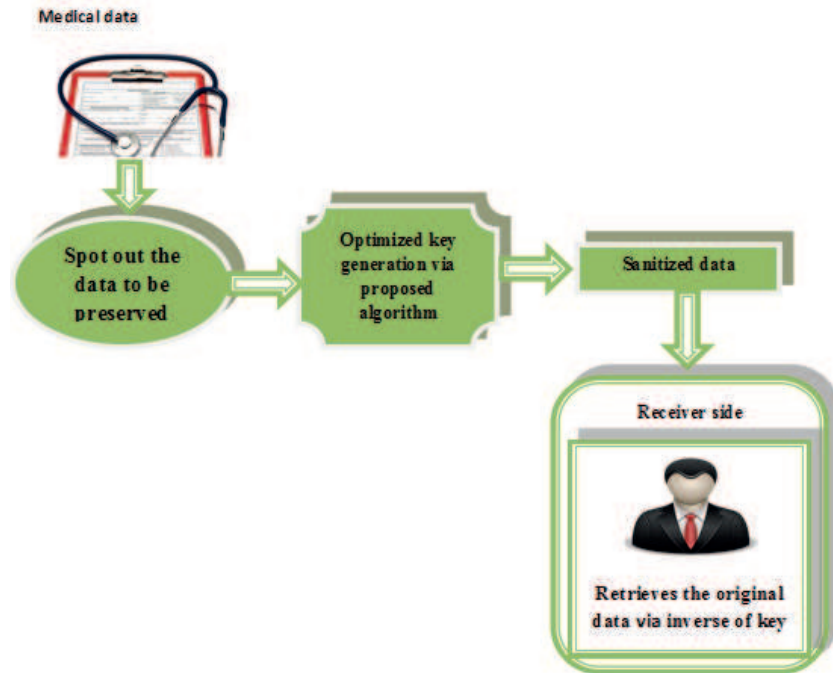 Medical data
Spot out the
data to be
preserved
Optimized key
generation via
proposed
algorithm
Sanitized data
Receiver side
Retrieves the original
data via inverse of key